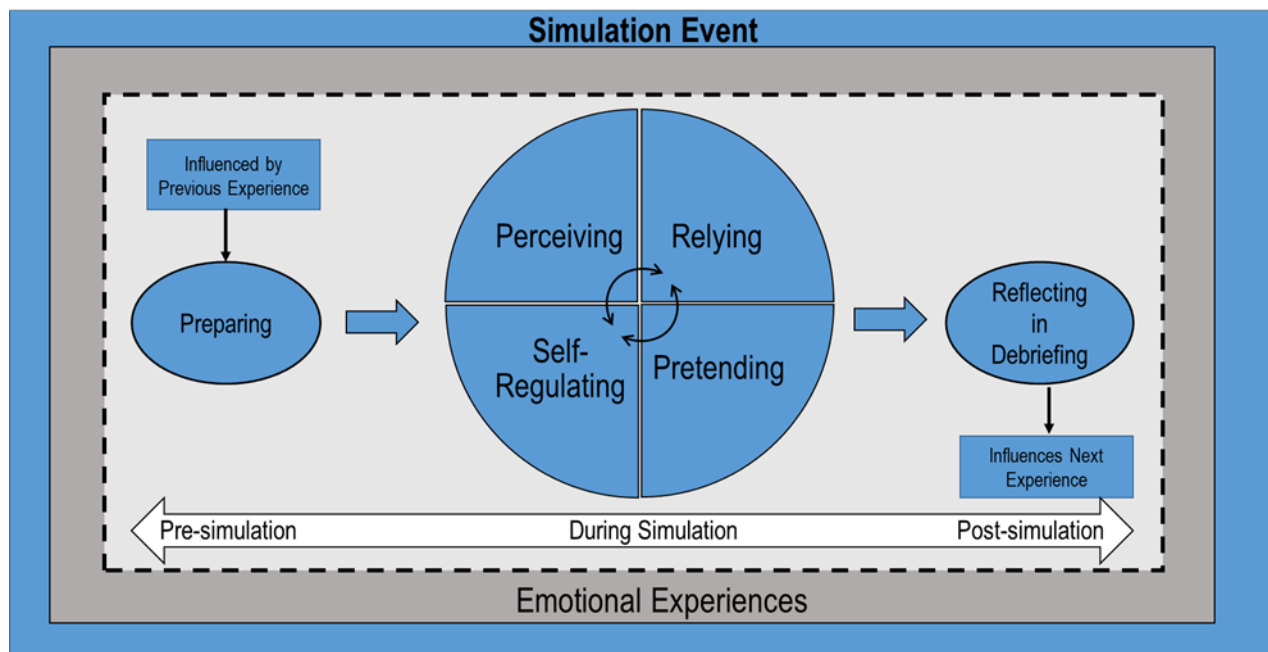 Simulation Event
Influenced by
Previous Experience
Preparing
Perceiving
Relying
Self-
Regulating
Pretending
Reflecting
in
Debriefing
Influences Next
Experience
Pre-simulation
During Simulation
Post-simulation
Emotional Experiences